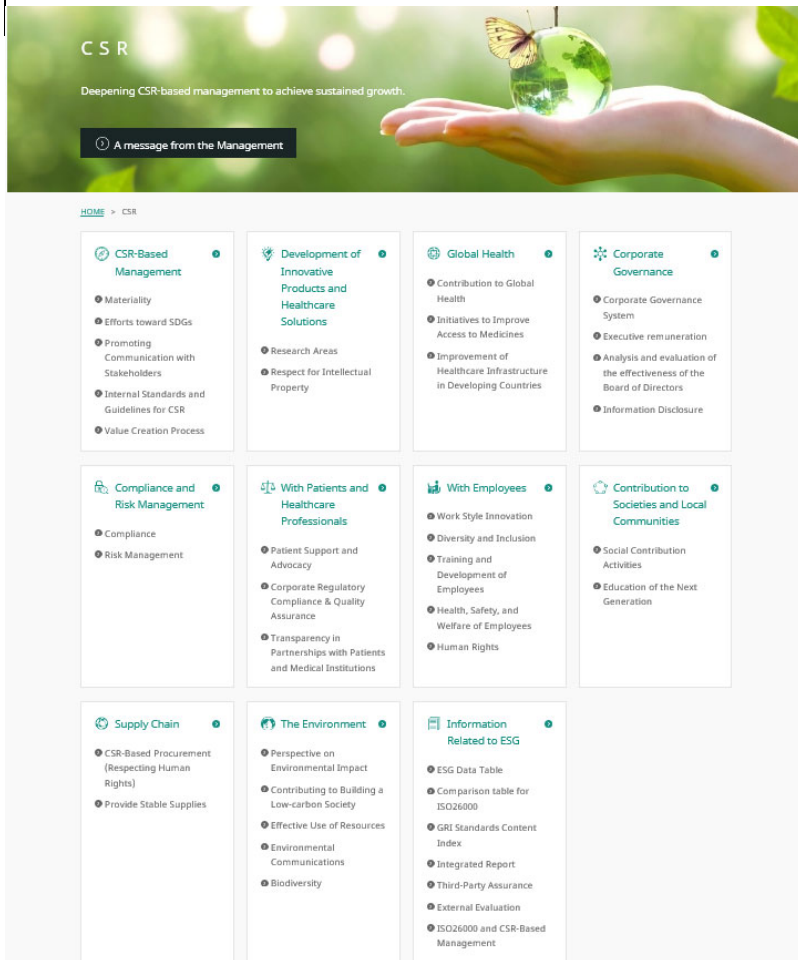 CSR
Deepening CSR-based management to achieve sustained growth.
A message from the Management
HOME > CSR
CSR-Based
Management
Materiality
Efforts toward SDGs
Promoting
Communication with
Stakeholders
Internal Standards and
Guidelines for CSR
Value Creation Process
Development of
Innovative
Products and
Healthcare
Solutions
Research Areas
Respect for Intellectual
Property
Global Health
Contribution to Global
Health
Initiatives to Improve
Access to Medicines
Improvement of
Healthcare Infrastructure
in Developing Countries
Corporate
Governance
Corporate Governance
System
Executive remuneration
Analysis and evaluation of
the effectiveness of the
Board of Directors
Information Disclosure
Compliance and
Risk Management
Compliance
Risk Management
With Patients and
Healthcare
Professionals
Patient Support and
Advocacy
Corporate Regulatory
Compliance & Quality
Assurance
Transparency in
Partnerships with Patients
and Medical Institutions
With Employees
Work Style Innovation
Diversity and Inclusion
Training and
Development of
Employees
Health, Safety, and
Welfare of Employees
Human Rights
Contribution to
Societies and Local
Communities
Social Contribution
Activities
Education of the Next
Generation
Supply Chain
CSR-Based Procurement
(Respecting Human
Rights)
Provide Stable Supplies
The Environment
Perspective on
Environmental Impact
Contributing to Building a
Low-carbon Society
Effective Use of Resources
Environmental
Communications
Biodiversity
Information
Related to ESG
ESG Data Table
Comparison table for
ISO26000
GRI Standards Content
Index
Integrated Report
Third-Party Assurance
External Evaluation
ISO26000 and CSR-Based
Management